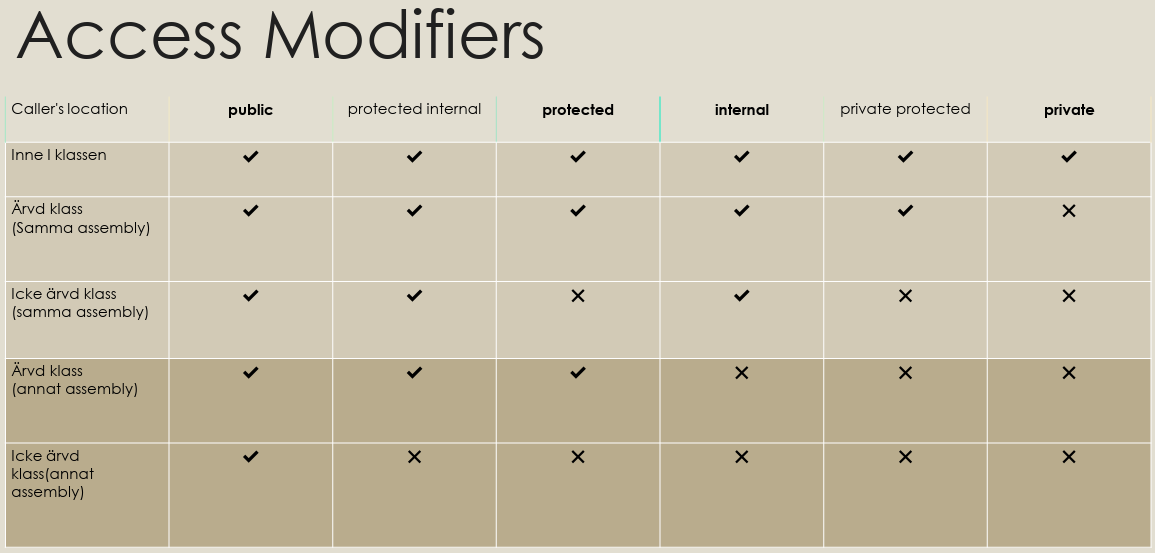 Access Modifiers
Caller's location public protected internal protected internal private protected private
Inne I klassen ✓ ✓ ✓ ✓ ✓ ✓
Ärvd klass
(Samma assembly) ✓ ✓ ✓ ✓ ✓ ✕
Icke ärvd klass
(samma assembly) ✓ ✓ ✕ ✓ ✕ ✕
Ärvd klass
(annat assembly) ✓ ✓ ✓ ✕ ✕ ✕
Icke ärvd
klass(annat
assembly) ✓ ✕ ✕ ✕ ✕ ✕